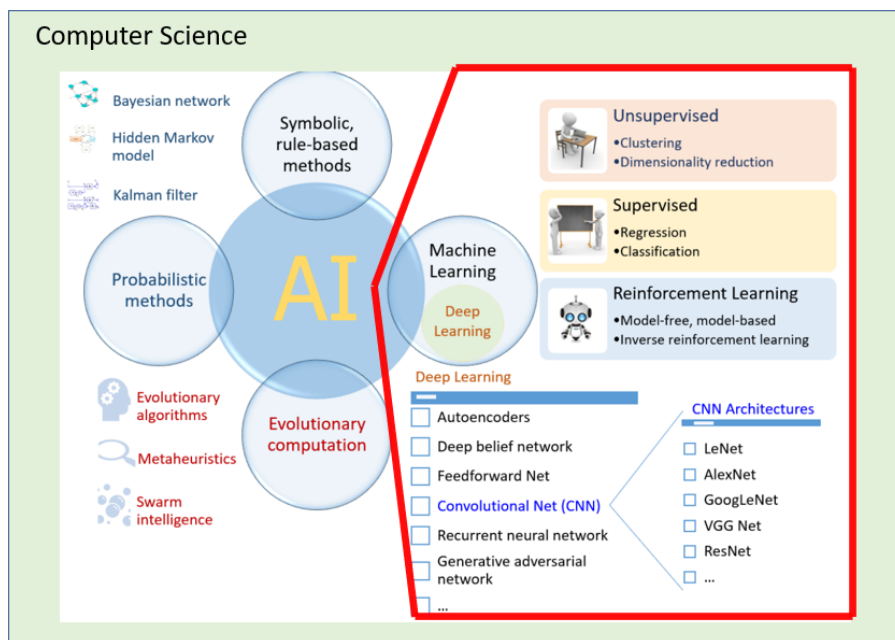 Computer Science
Bayesian network
Hidden Markov
model
Kalman filter
Symbolic,
rule-based
methods
Probabilistic
methods
AI
Machine
Learning
Deep
Learning
Evolutionary
computation
Evolutionary
algorithms
Metaheuristics
Swarm
intelligence
Unsupervised
•Clustering
•Dimensionality reduction
Supervised
•Regression
•Classification
Reinforcement Learning
•Model-free, model-based
•Inverse reinforcement learning
Deep Learning
Autoencoders
Deep belief network
Feedforward Net
Convolutional Net (CNN)
Recurrent neural network
Generative adversarial
network
...
CNN Architectures
LeNet
AlexNet
GoogLeNet
VGG Net
ResNet
...